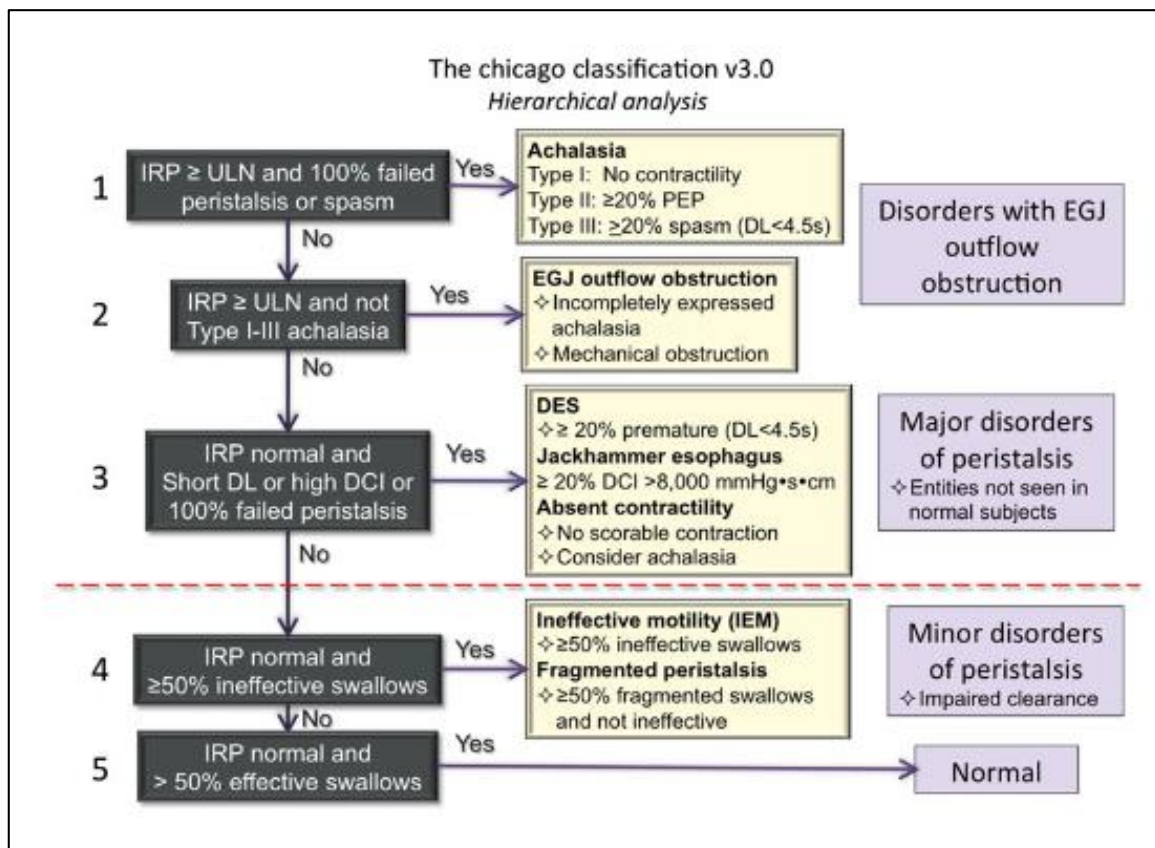 The chicago classification v3.0
Hierarchical analysis
1
IRP ≥ ULN and 100% failed
peristalsis or spasm
Yes
No
Achalasia
Type I: No contractility
Type II: ≥20% PEP
Type III: ≥20% spasm (DL<4.5s)
Disorders with EGJ
outflow
obstruction
2
IRP ≥ ULN and not
Type I-III achalasia
Yes
No
EGJ outflow obstruction
✧Incompletely expressed
achalasia
✧Mechanical obstruction
3
IRP normal and
Short DL or high DCI or
100% failed peristalsis
Yes
No
DES
✧≥ 20% premature (DL<4.5s)
Jackhammer esophagus
≥ 20% DCI >8,000 mmHg•s•cm
Absent contractility
✧No scorable contraction
✧Consider achalasia
Major disorders
of peristalsis
✧Entities not seen in
normal subjects
4
IRP normal and
≥50% ineffective swallows
Yes
No
Ineffective motility (IEM)
✧≥50% ineffective swallows
Fragmented peristalsis
✧≥50% fragmented swallows
and not ineffective
Minor disorders
of peristalsis
✧Impaired clearance
5
IRP normal and
> 50% effective swallows
Yes
Normal